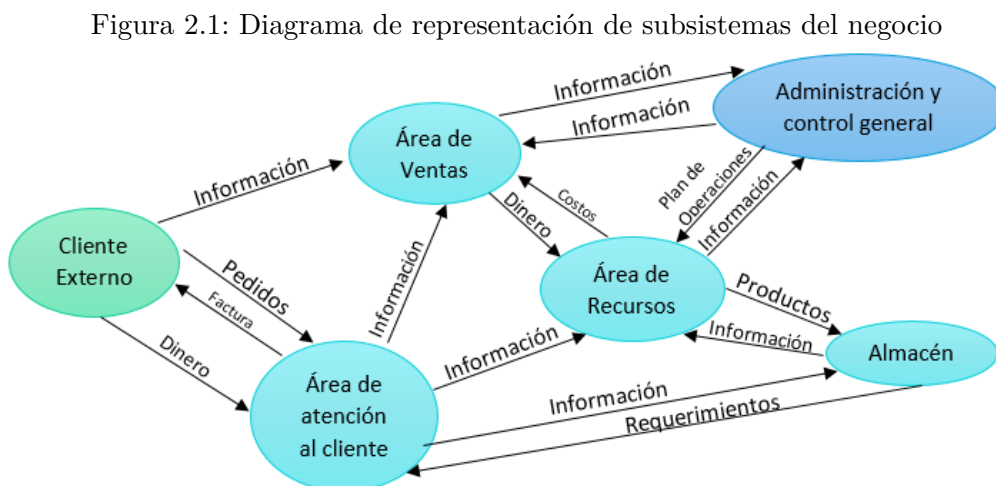 Figura 2.1: Diagrama de representación de subsistemas del negocio
Información
Administración y
control general
Información
Área de
Ventas
Información
Plan de
Operaciones
Información
Costos
Dinero
Cliente
Externo
Pedidos
Factura
Información
Área de
Recursos
Productos
Información
Dinero
Información
Almacén
Área de
atención
al cliente
Información
Requerimientos